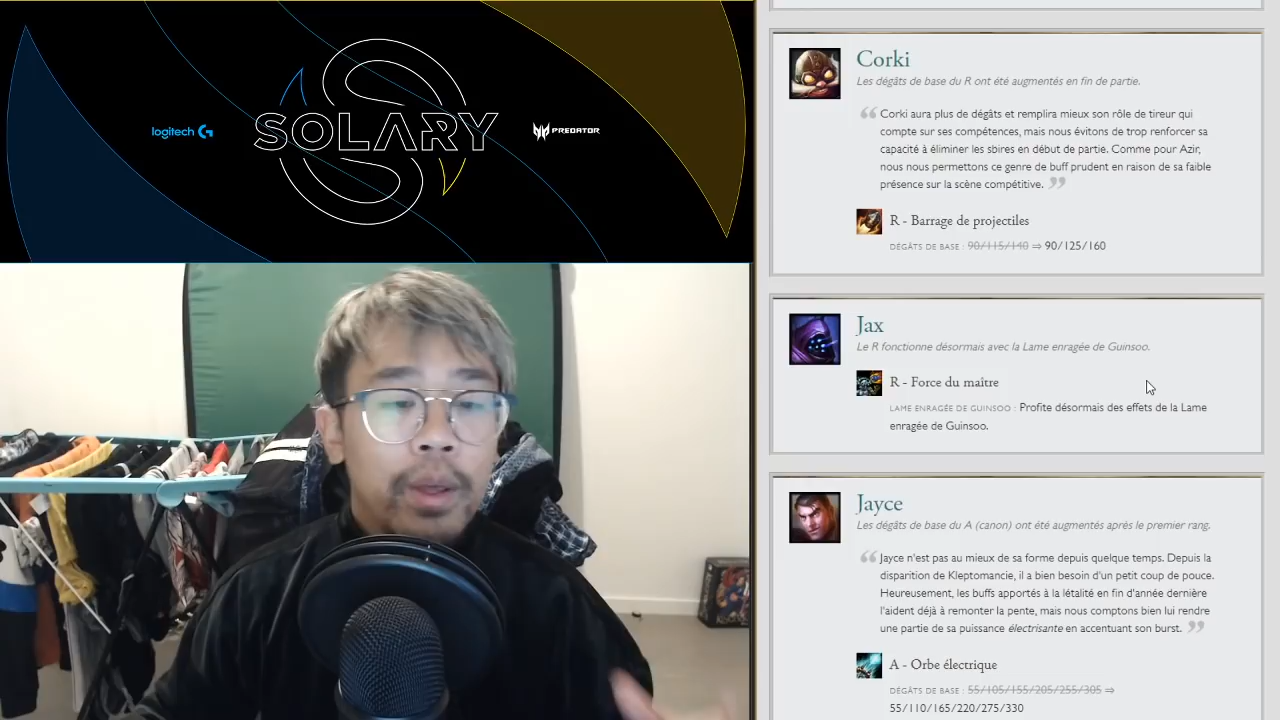 logitech G
SOLARY
PREDATOR
Corki
Les dégâts de base du R ont été augmentés en fin de partie.
Corki aura plus de dégâts et remplira mieux son rôle de tireur qui
compte sur ses compétences, mais nous évitons de trop renforcer sa
capacité à éliminer les sbires en début de partie. Comme pour Azir,
nous nous permettons ce genre de buff prudent en raison de sa faible
présence sur la scène compétitive.
R - Barrage de projectiles
DÉGÂTS DE BASE : 90/115/140 ⇒ 90/125/160
Jax
Le R fonctionne désormais avec la Lame enragée de Guinsoo.
R - Force du maître
LAME ENRAGÉE DE GUINSOO : Profite désormais des effets de la Lame
enragée de Guinsoo.
Jayce
Les dégâts de base du A (canon) ont été augmentés après le premier rang.
Jayce n'est pas au mieux de sa forme depuis quelque temps. Depuis la
disparition de Kleptomancie, il a bien besoin d'un petit coup de pouce.
Heureusement, les buffs apportés à la létalité en fin d'année dernière
l'aident déjà à remonter la pente, mais nous comptons bien lui rendre
une partie de sa puissance électrisante en accentuant son burst.
A - Orbe électrique
DÉGÂTS DE BASE : 55/105/155/205/255/305 ⇒
55/110/165/220/275/330